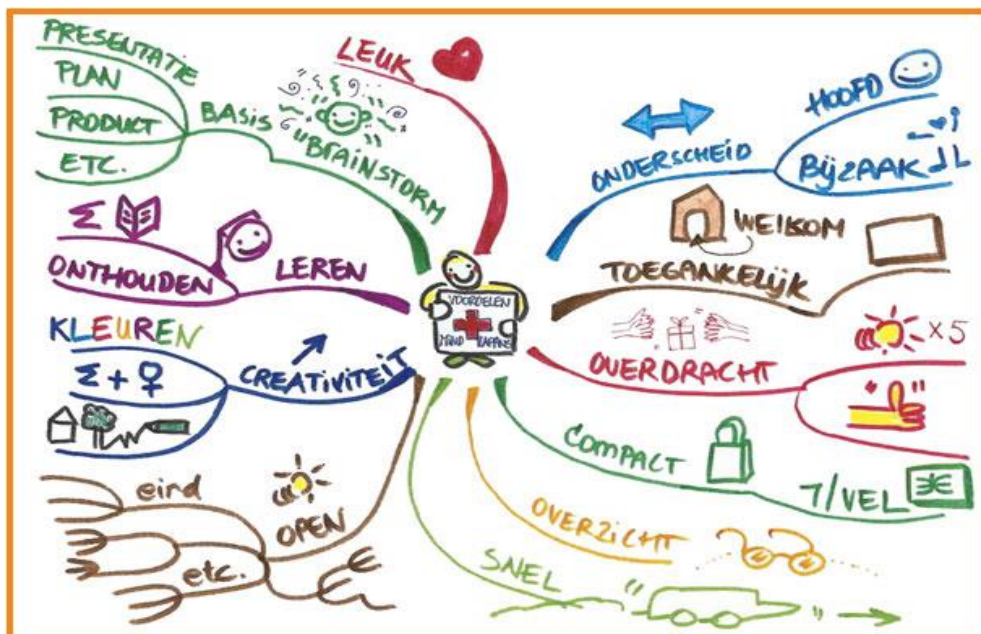 VOORDELEN
MIND MAPPING
LEUK
ONDERSCHEID
HOOFD
BIJZAAK
TOEGANKELIJK
WELKOM
OVERDRACHT
×5
" "
COMPACT
1/VEL
OVERZICHT
SNEL
" "
OPEN
eind
etc.
CREATIVITEIT
KLEUREN
Σ + ♀
LEREN
Σ
ONTHOUDEN
"BRAINSTORM
BASIS
PRESENTATIE
PLAN
PRODUCT
ETC.